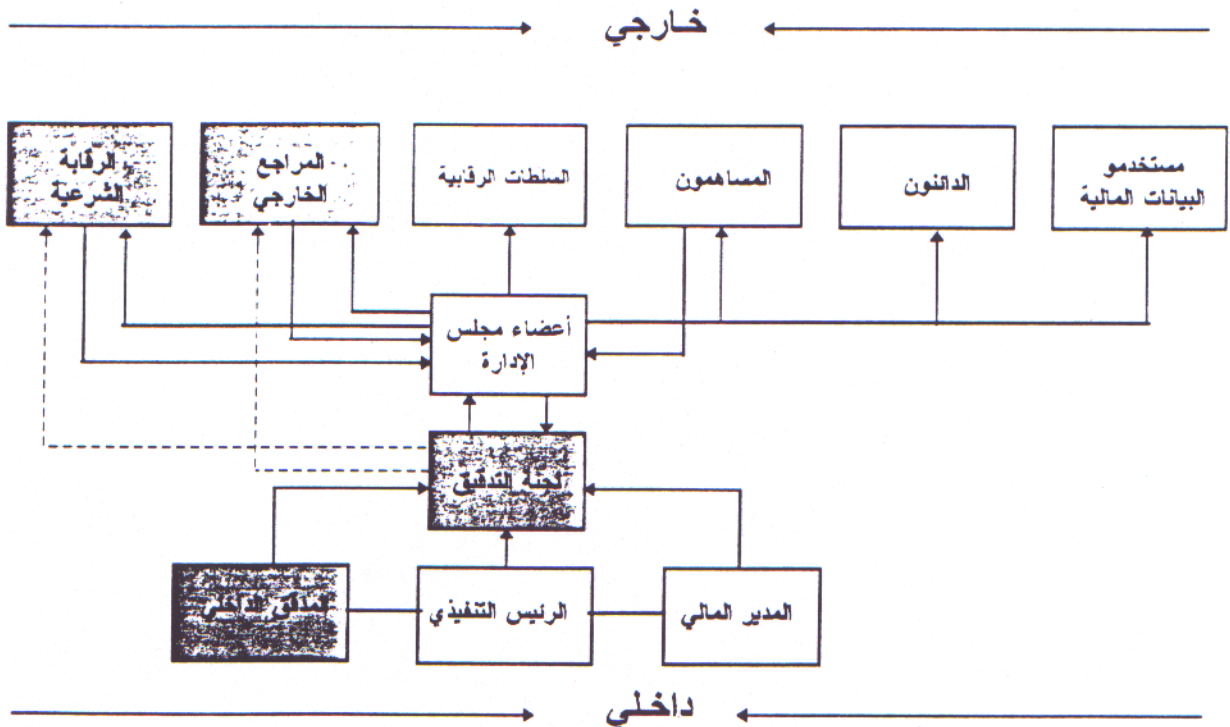 خارجي
مستخدمو
البيانات المالية
الدائنون
المساهمون
السلطات الرقابية
المراجع
الخارجي
الرقابة
الشرعية
أعضاء مجلس
الإدارة
لجنة التدقيق
المدير المالي
الرئيس التنفيذي
المدقق الداخلي
داخلي